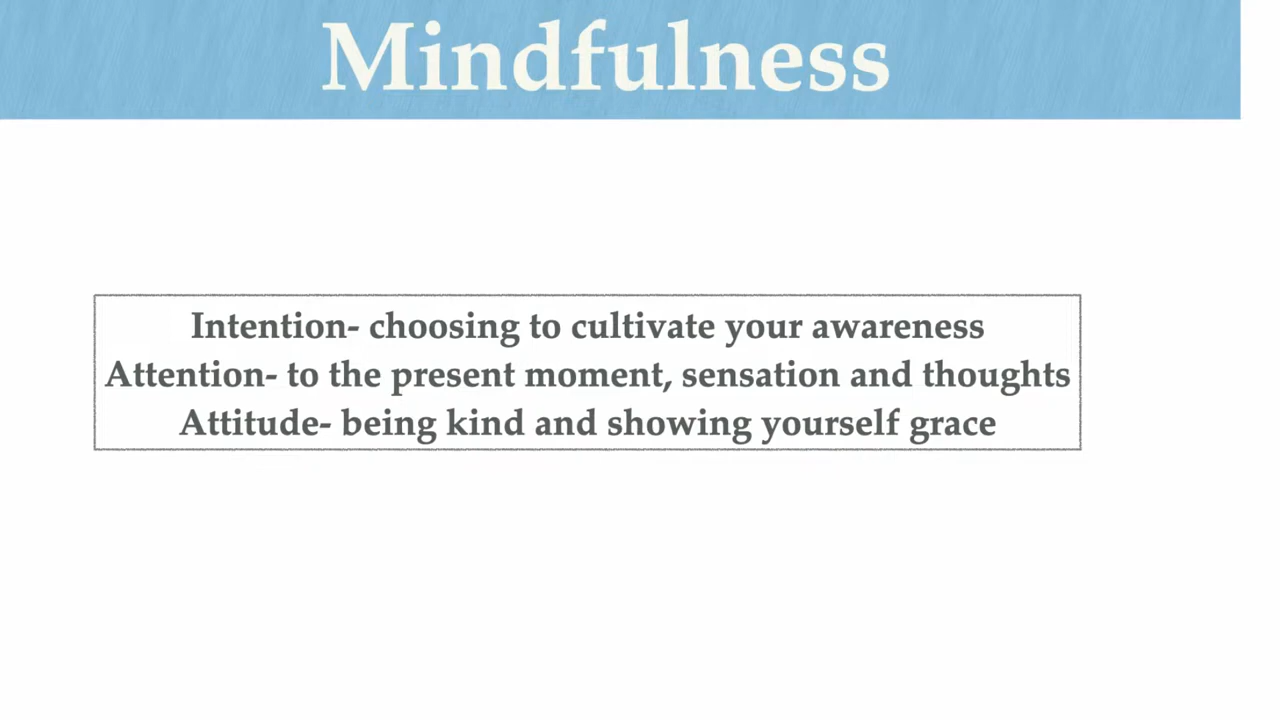 Mindfulness
Intention- choosing to cultivate your awareness
Attention- to the present moment, sensation and thoughts
Attitude- being kind and showing yourself grace